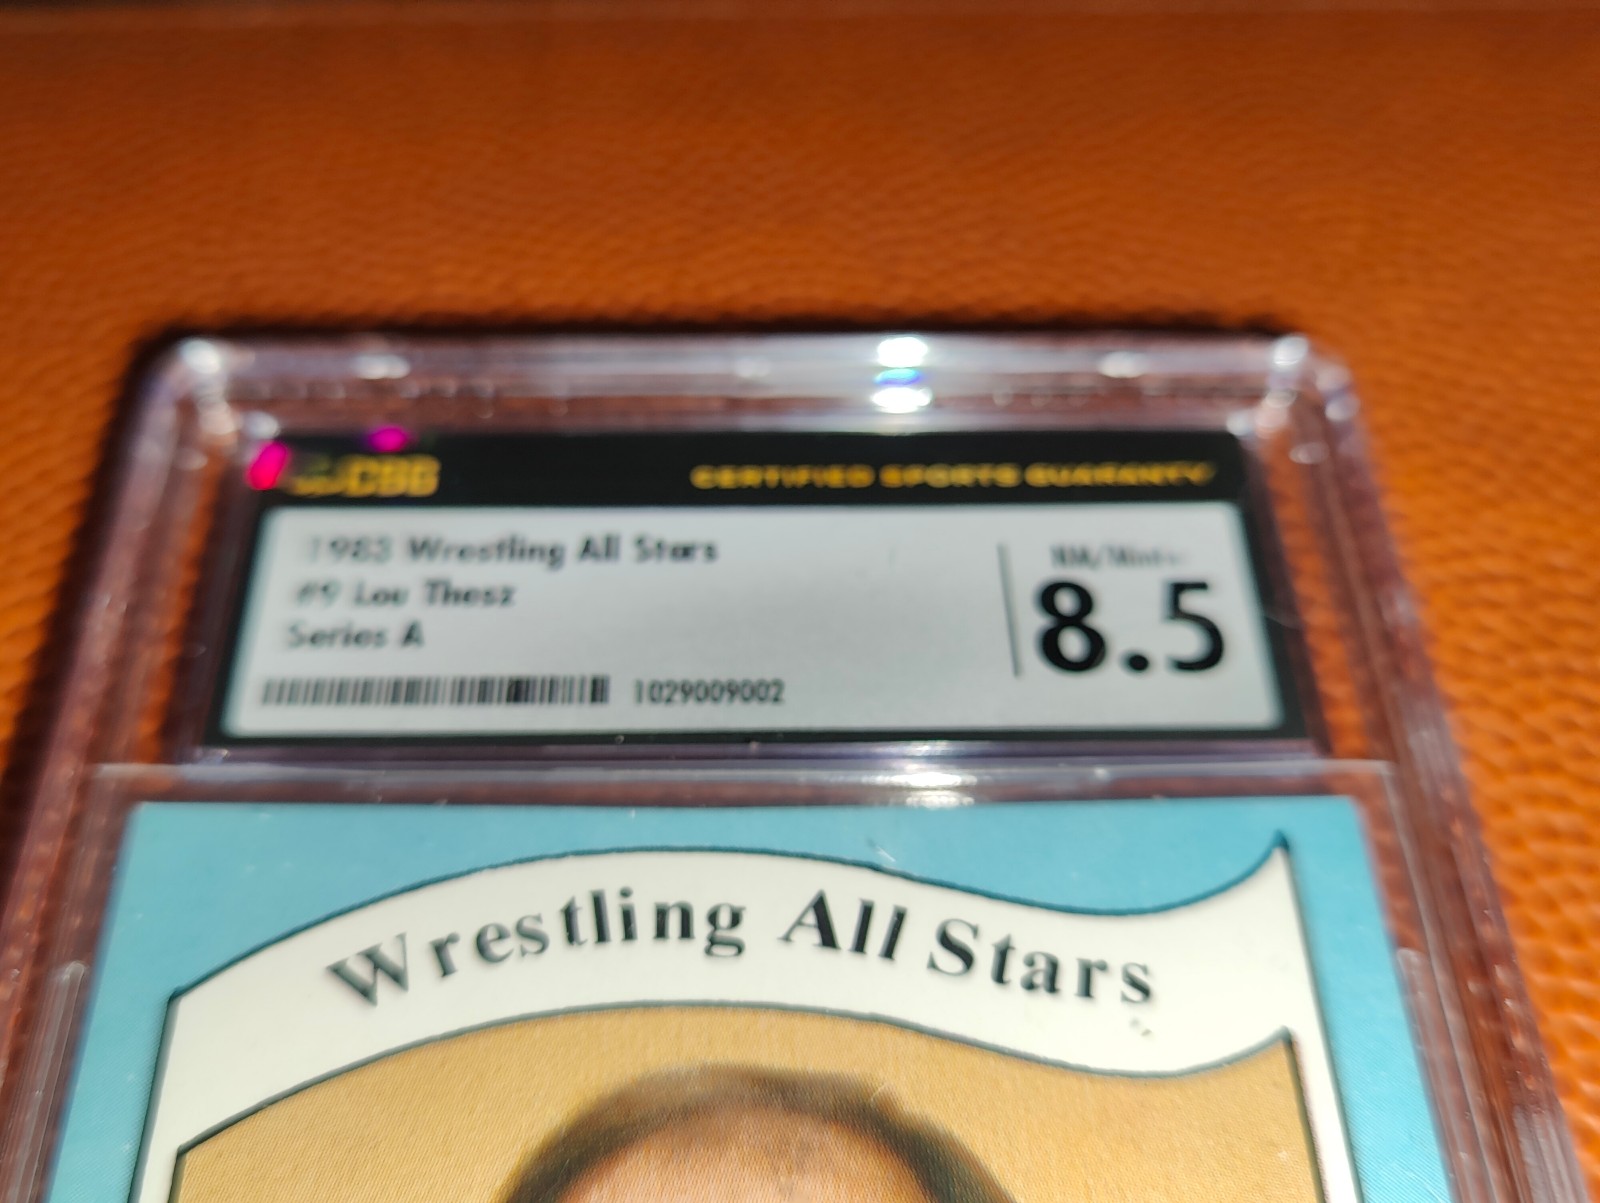 CSG CERTIFIED SPORTS GUARANTY
1983 Wrestling All Stars
#9 Lou Thesz
Series A
NM/Mint+
8.5
1029009002
Wrestling All Stars